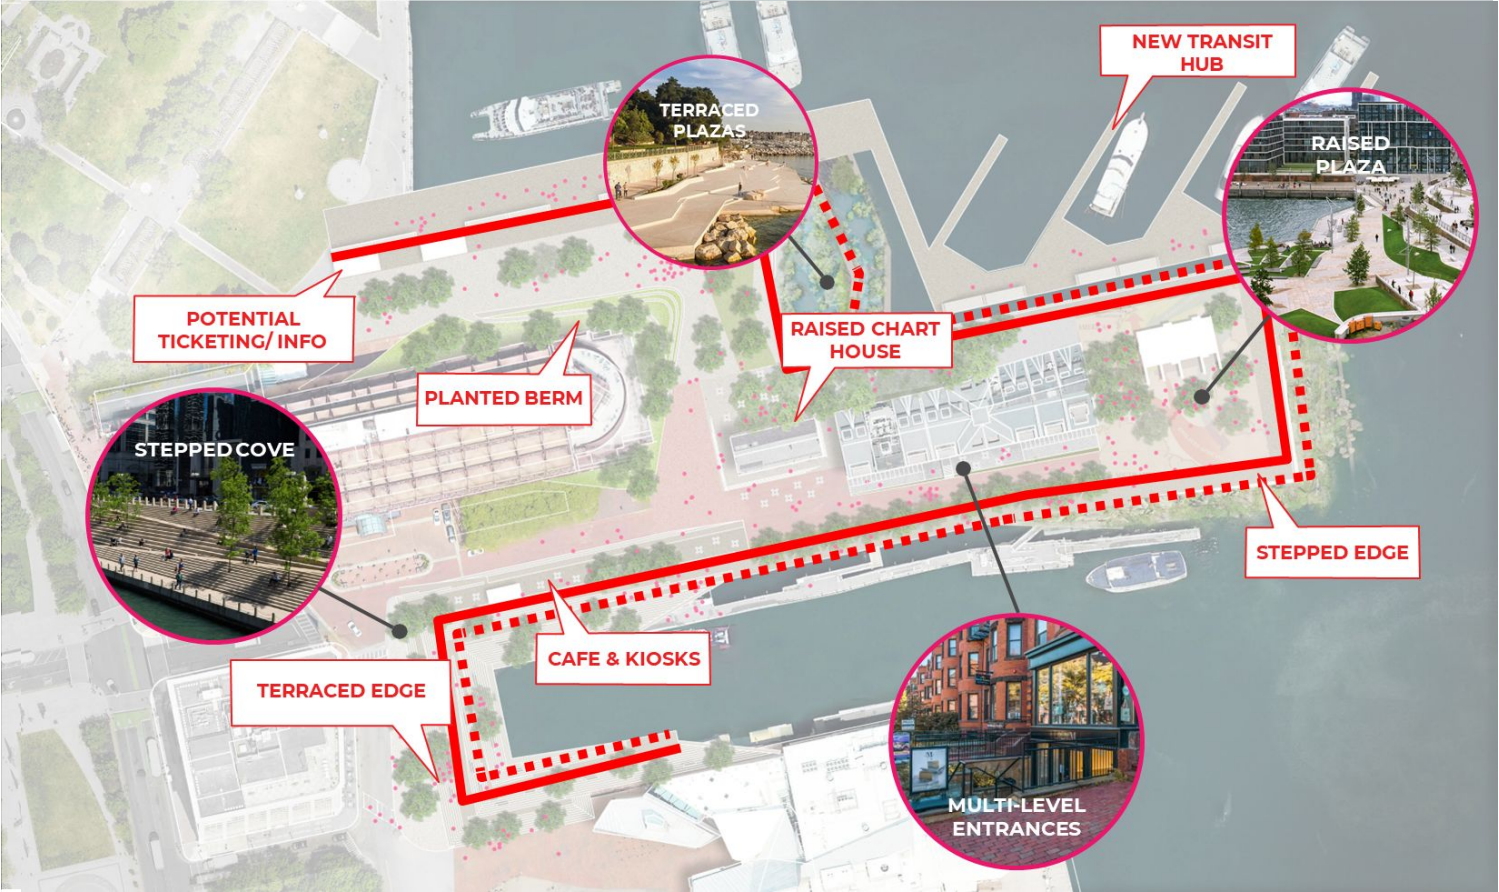 NEW TRANSIT
HUB
TERRACED
PLAZAS
RAISED
PLAZA
POTENTIAL
TICKETING/ INFO
RAISED CHART
HOUSE
PLANTED BERM
STEPPED COVE
STEPPED EDGE
CAFE & KIOSKS
TERRACED EDGE
MULTI-LEVEL
ENTRANCES